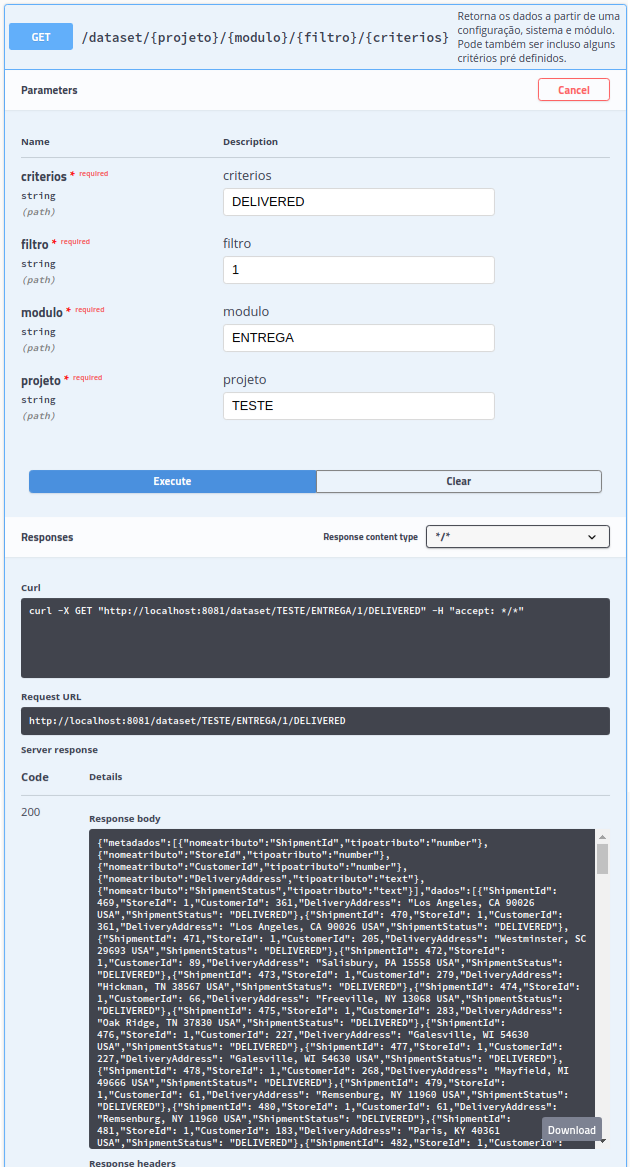 GET
/dataset/{projeto}/{modulo}/{filtro}/{criterios}
Retorna os dados a partir de uma
configuração, sistema e módulo.
Pode também ser incluso alguns
critérios pré definidos.
Parameters
Cancel
Name
Description
criterios * required
criterios
string
(path)
DELIVERED
filtro * required
filtro
string
(path)
1
modulo * required
modulo
string
(path)
ENTREGA
projeto * required
projeto
string
(path)
TESTE
Execute
Clear
Responses
Response content type
*/*
Curl
curl -X GET "http://localhost:8081/dataset/TESTE/ENTREGA/1/DELIVERED" -H "accept: */*"
Request URL
http://localhost:8081/dataset/TESTE/ENTREGA/1/DELIVERED
Server response
Code
Details
200
Response body
{"metadados":[{"nomeatributo":"ShipmentId","tipoatributo":"number"},
{"nomeatributo":"StoreId","tipoatributo":"number"},
{"nomeatributo":"CustomerId","tipoatributo":"number"},
{"nomeatributo":"DeliveryAddress","tipoatributo":"text"},
{"nomeatributo":"ShipmentStatus","tipoatributo":"text"}],"dados":[{"ShipmentId":
469,"StoreId": 1,"CustomerId": 361,"DeliveryAddress": "Los Angeles, CA 90026
USA","ShipmentStatus": "DELIVERED"},{"ShipmentId": 470,"StoreId": 1,"CustomerId":
361,"DeliveryAddress": "Los Angeles, CA 90026 USA","ShipmentStatus": "DELIVERED"},
{"ShipmentId": 471,"StoreId": 1,"CustomerId": 205,"DeliveryAddress": "Westminster, SC
29693 USA","ShipmentStatus": "DELIVERED"},{"ShipmentId": 472,"StoreId":
1,"CustomerId": 89,"DeliveryAddress": "Salisbury, PA 15558 USA","ShipmentStatus":
"DELIVERED"},{"ShipmentId": 473,"StoreId": 1,"CustomerId": 279,"DeliveryAddress":
"Hickman, TN 38567 USA","ShipmentStatus": "DELIVERED"},{"ShipmentId": 474,"StoreId":
1,"CustomerId": 66,"DeliveryAddress": "Freeville, NY 13068 USA","ShipmentStatus":
"DELIVERED"},{"ShipmentId": 475,"StoreId": 1,"CustomerId": 283,"DeliveryAddress":
"Oak Ridge, TN 37830 USA","ShipmentStatus": "DELIVERED"},{"ShipmentId":
476,"StoreId": 1,"CustomerId": 227,"DeliveryAddress": "Galesville, WI 54630
USA","ShipmentStatus": "DELIVERED"},{"ShipmentId": 477,"StoreId": 1,"CustomerId":
227,"DeliveryAddress": "Galesville, WI 54630 USA","ShipmentStatus": "DELIVERED"},
{"ShipmentId": 478,"StoreId": 1,"CustomerId": 268,"DeliveryAddress": "Mayfield, MI
49666 USA","ShipmentStatus": "DELIVERED"},{"ShipmentId": 479,"StoreId":
1,"CustomerId": 61,"DeliveryAddress": "Remsenburg, NY 11960 USA","ShipmentStatus":
"DELIVERED"},{"ShipmentId": 480,"StoreId": 1,"CustomerId": 61,"DeliveryAddress":
"Remsenburg, NY 11960 USA","ShipmentStatus": "DELIVERED"},{"ShipmentId":
481,"StoreId": 1,"CustomerId": 183,"DeliveryAddress": "Paris, KY 40361
USA","ShipmentStatus": "DELIVERED"},{"ShipmentId": 482,"StoreId": 1,"CustomerId":
Download
Response headers